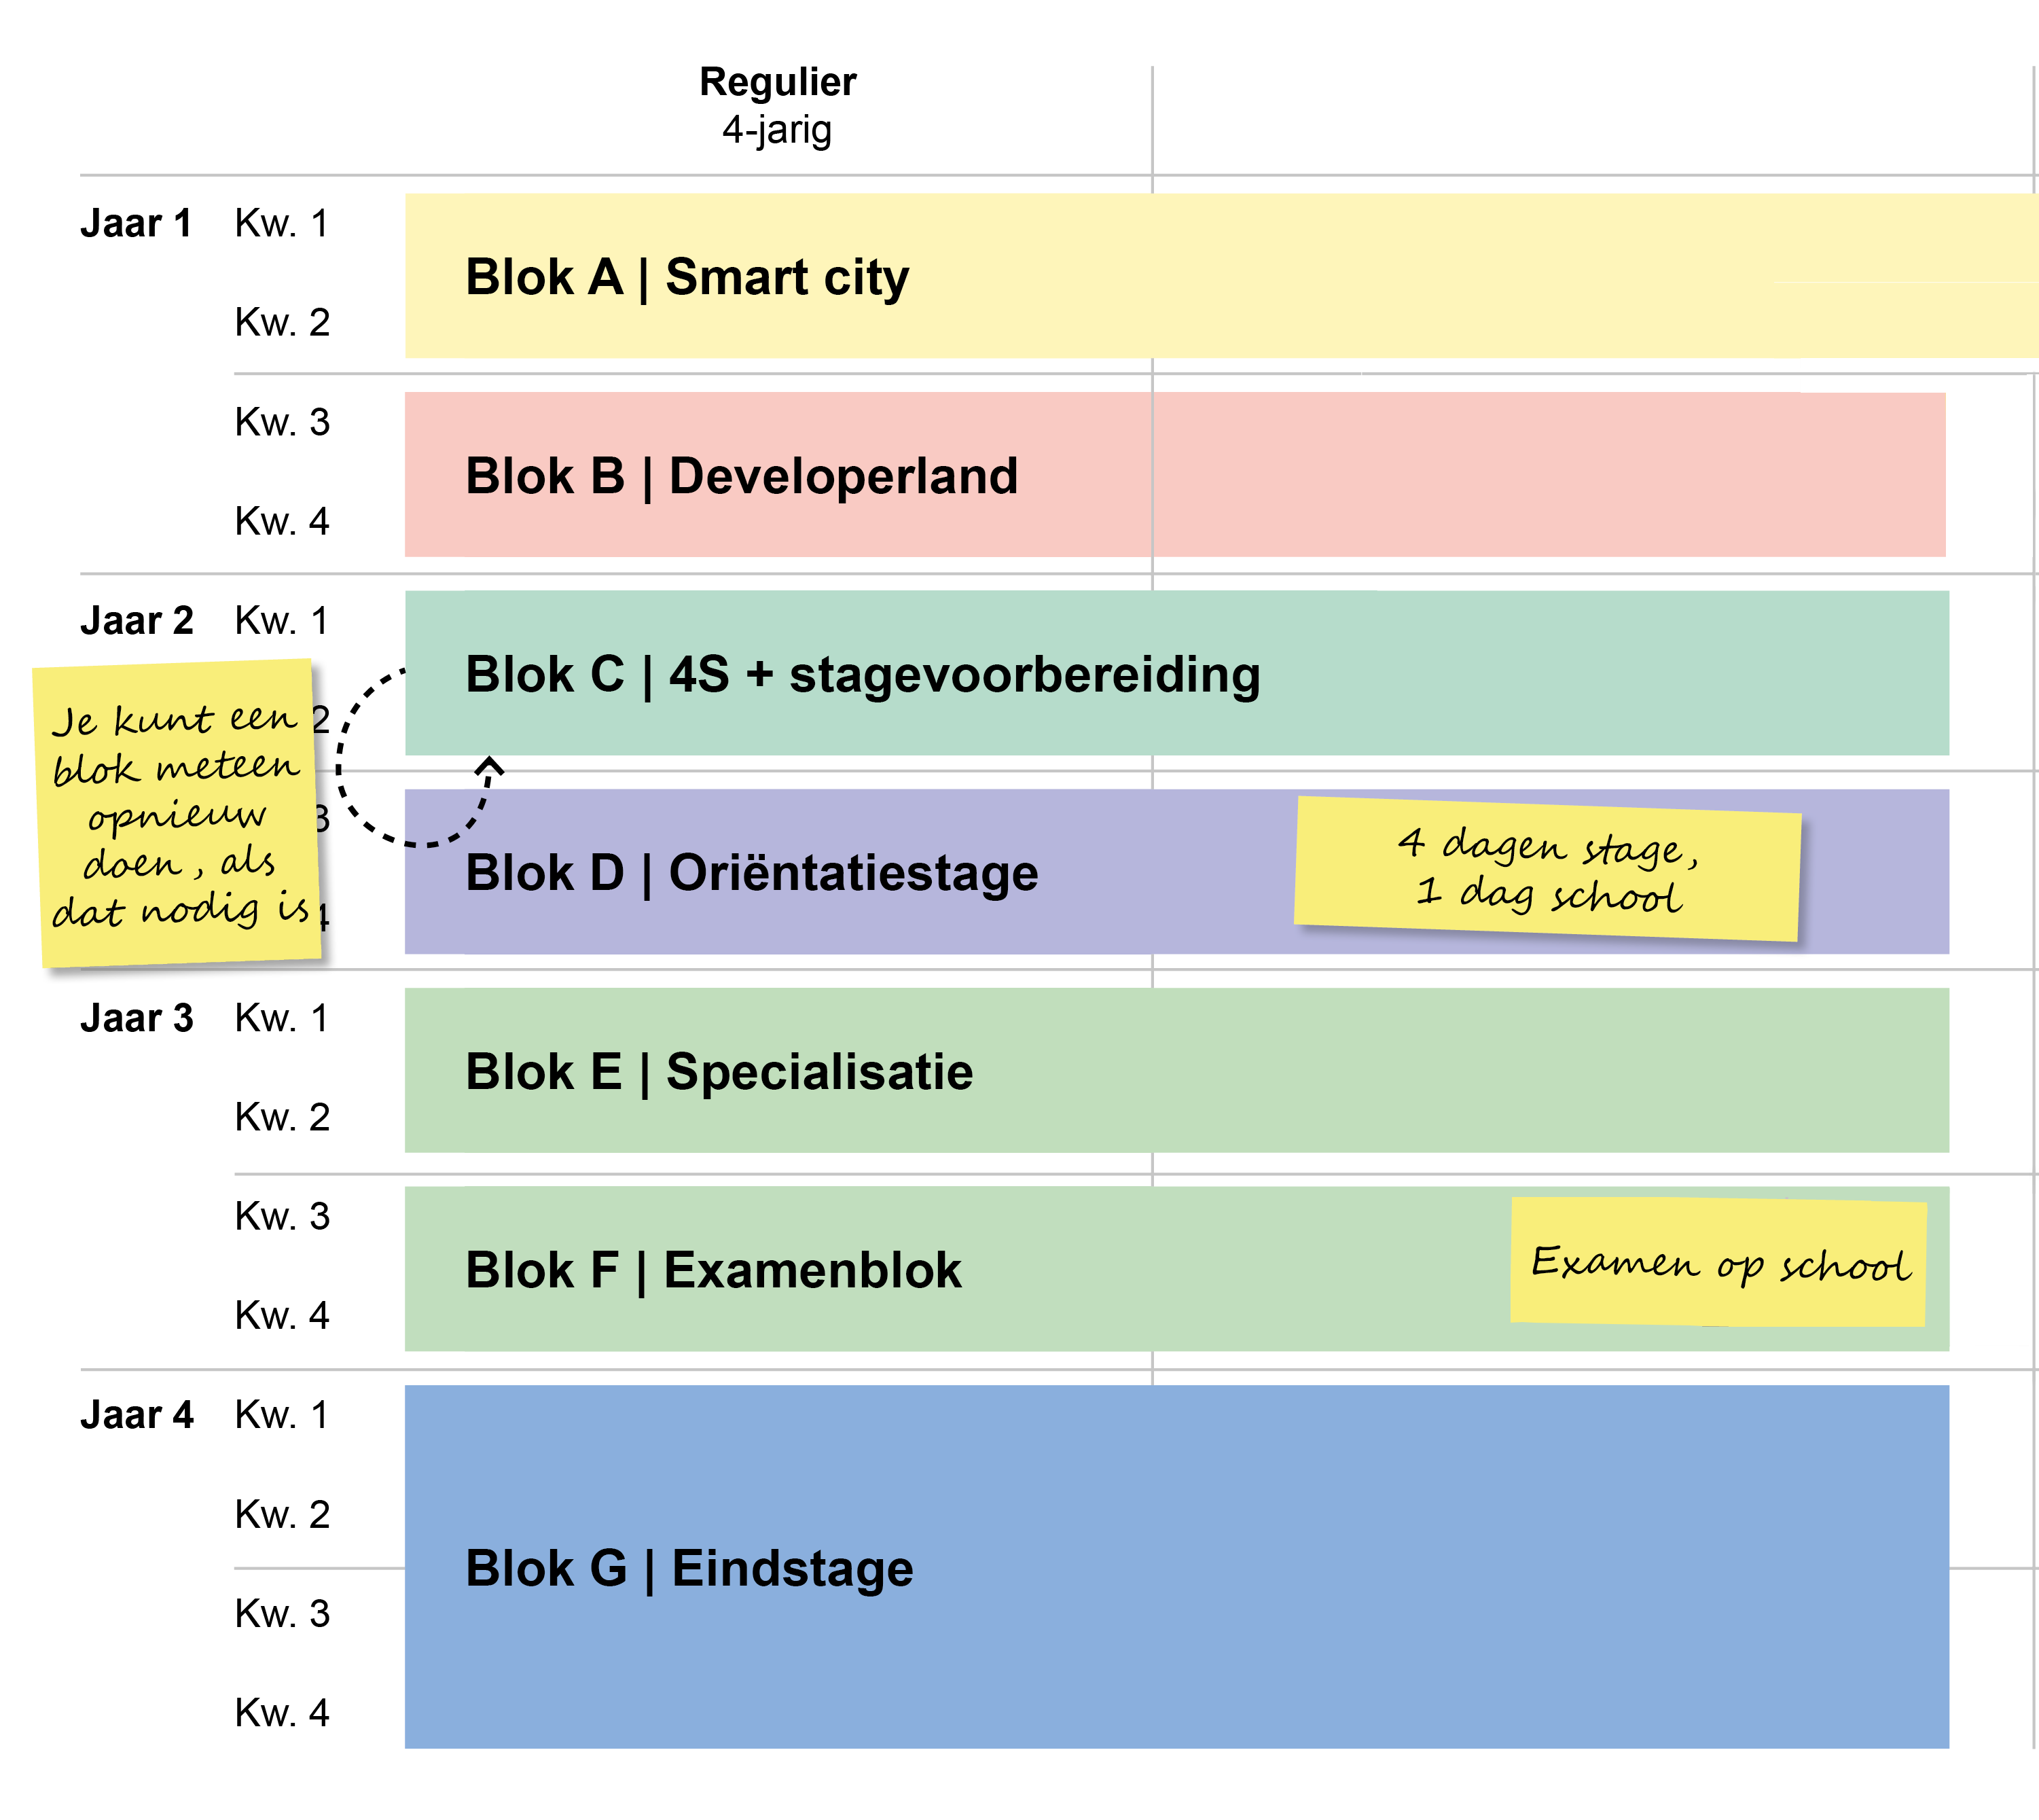 Regulier
4-jarig
Jaar 1
Kw. 1
Blok A | Smart city
Kw. 2
Kw. 3
Blok B | Developerland
Kw. 4
Jaar 2
Kw. 1
Blok C | 4S + stagevoorbereiding
2
Je kunt een
blok meteen
opnieuw
doen, als
dat nodig is
3
Blok D | Oriëntatiestage
4
4 dagen stage,
1 dag school
Jaar 3
Kw. 1
Blok E | Specialisatie
Kw. 2
Kw. 3
Blok F | Examenblok
Examen op school
Kw. 4
Jaar 4
Kw. 1
Kw. 2
Blok G | Eindstage
Kw. 3
Kw. 4